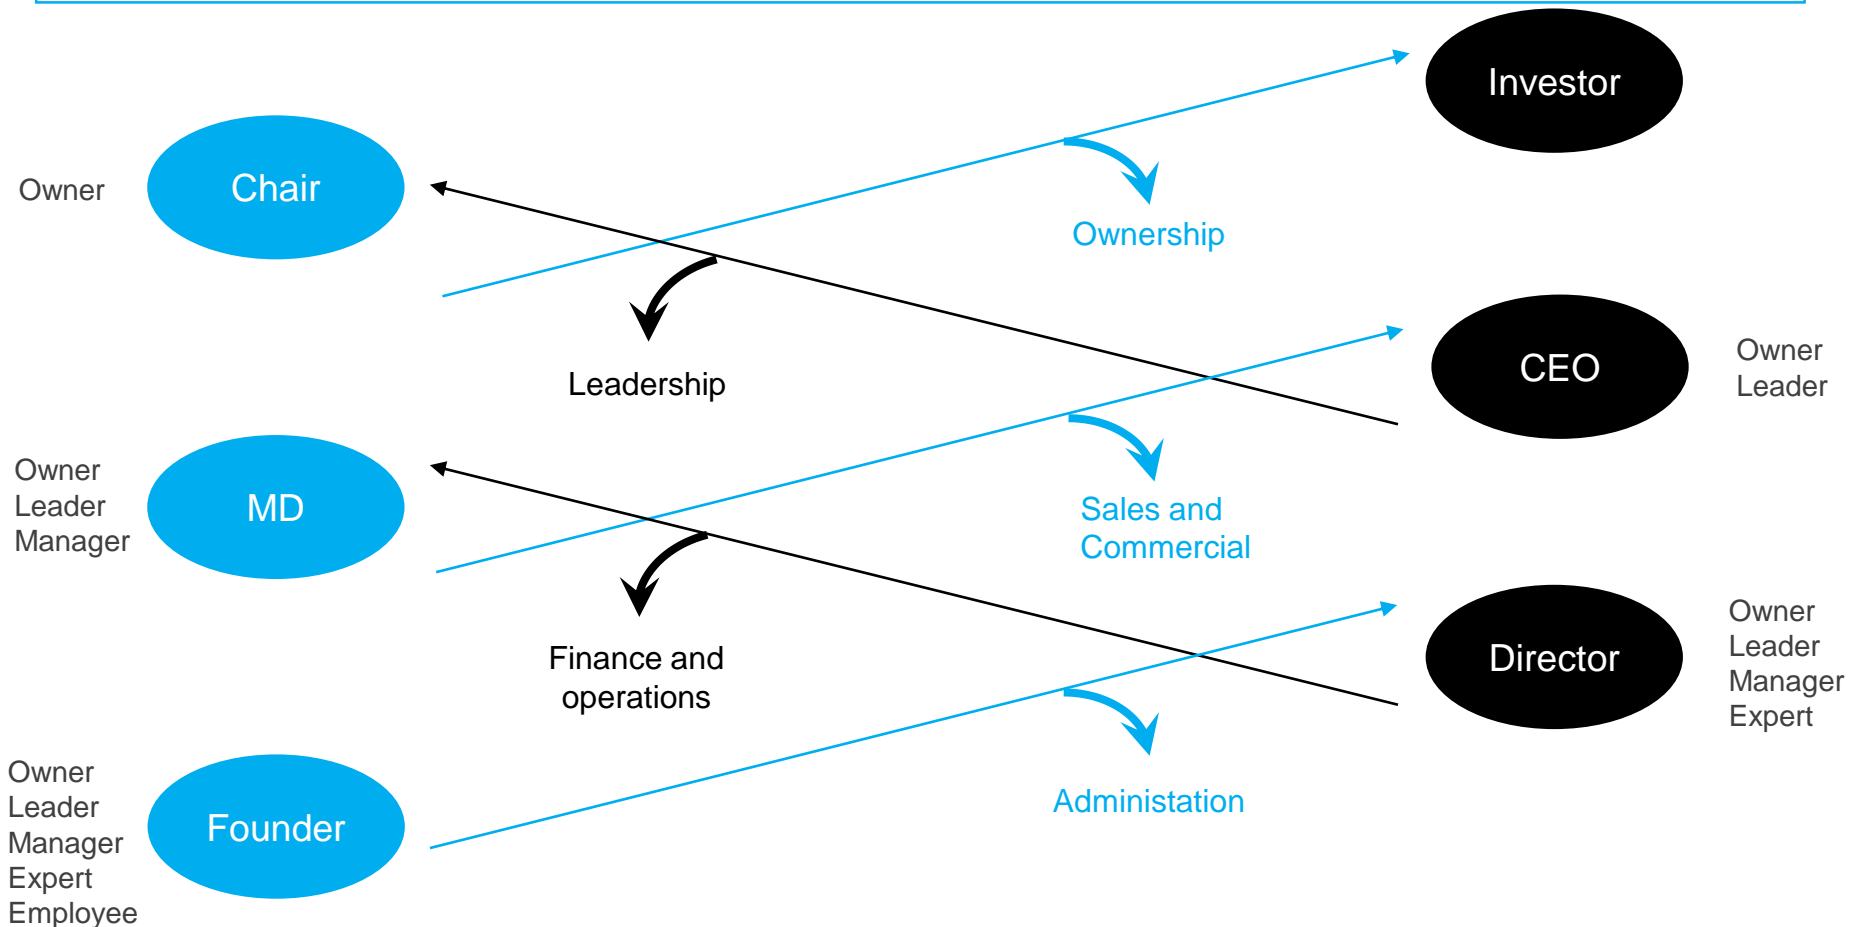 Investor
Chair
Owner
Ownership
Leadership
CEO
Owner
Leader
Owner
Leader
Manager
MD
Sales and
Commercial
Finance and
operations
Director
Owner
Leader
Manager
Expert
Administation
Owner
Leader
Manager
Expert
Employee
Founder